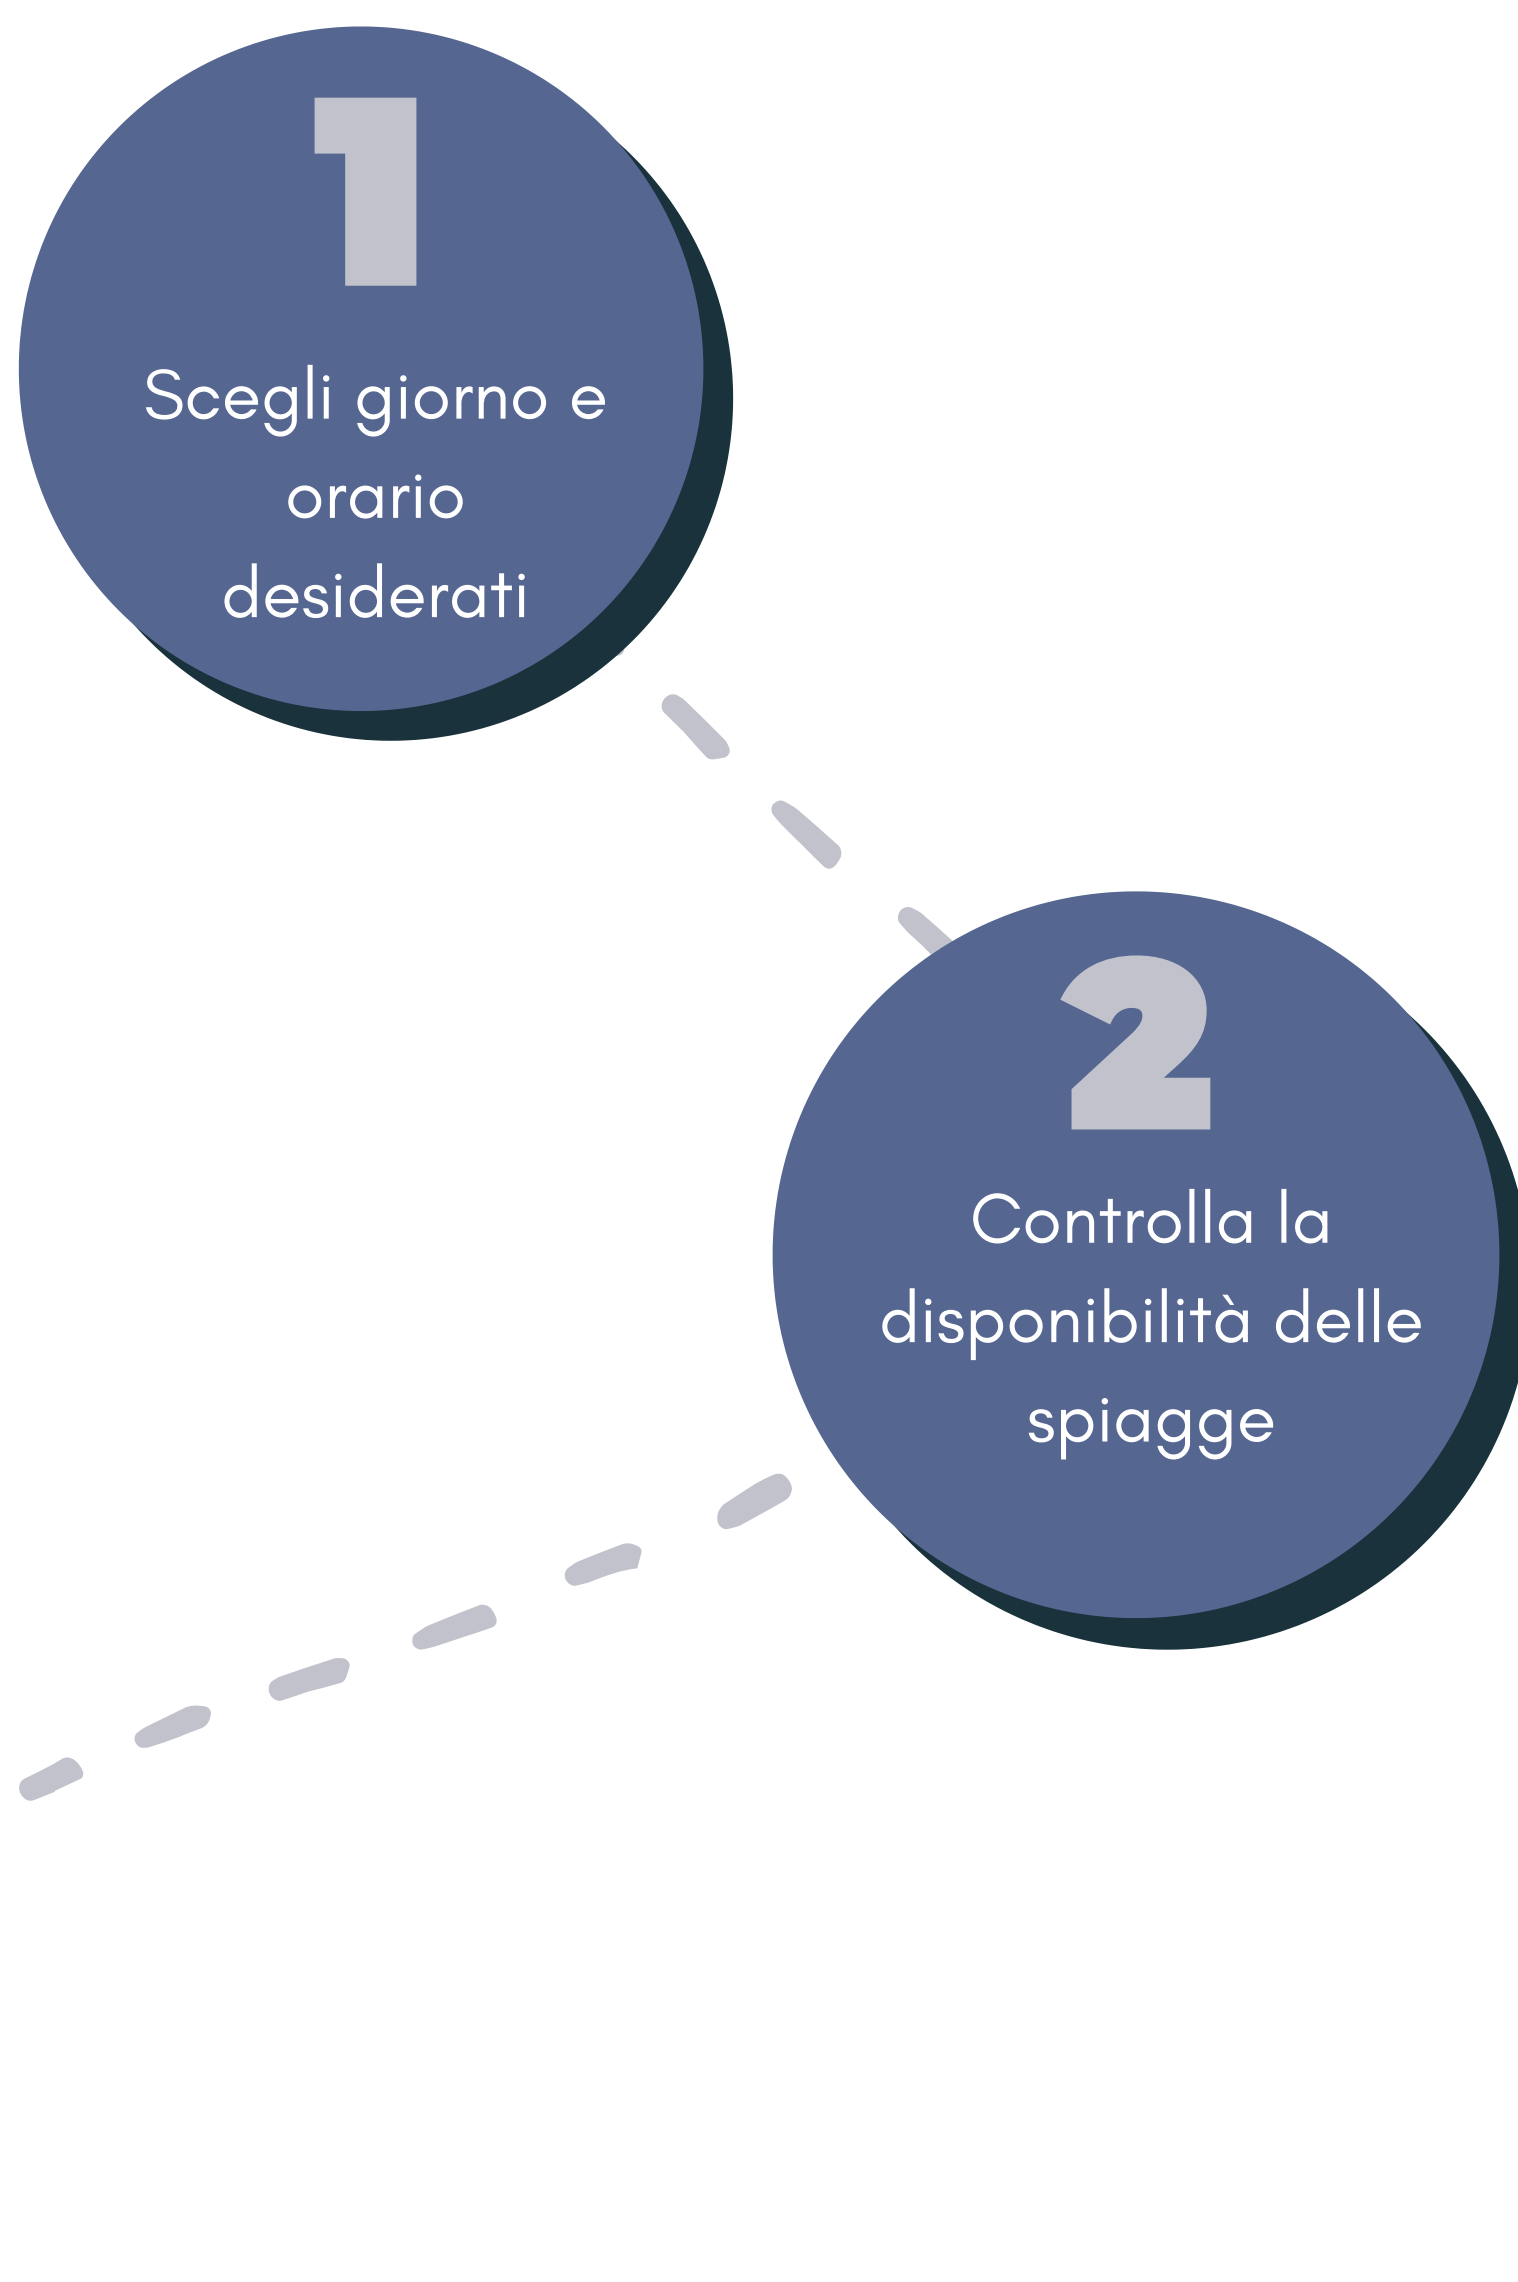 1
Scegli giorno e
orario
desiderati
2
Controlla la
disponibilità delle
spiagge